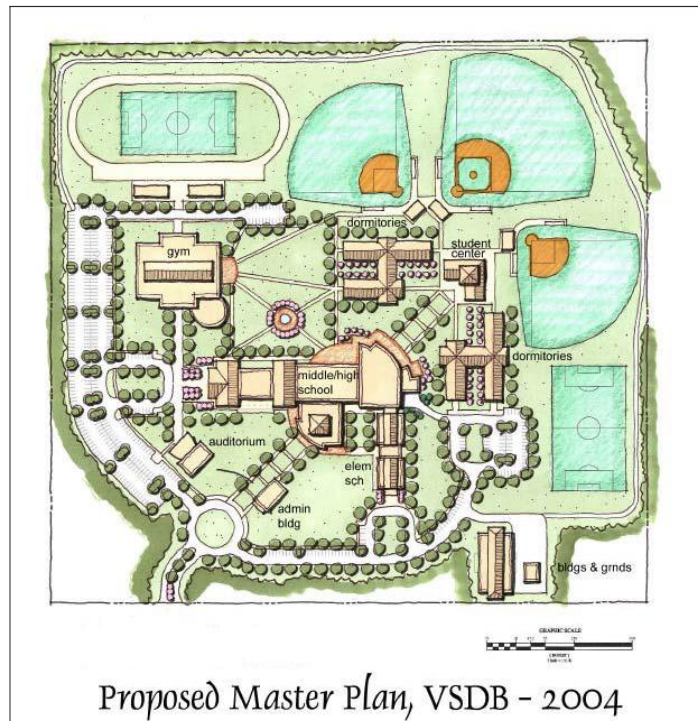 dormitories
gym
student
center
dormitories
middle/high
school
auditorium
elem
sch
admin
bldg
bldgs & grnds
GRAPHIC SCALE
Proposed Master Plan, VSDB - 2004